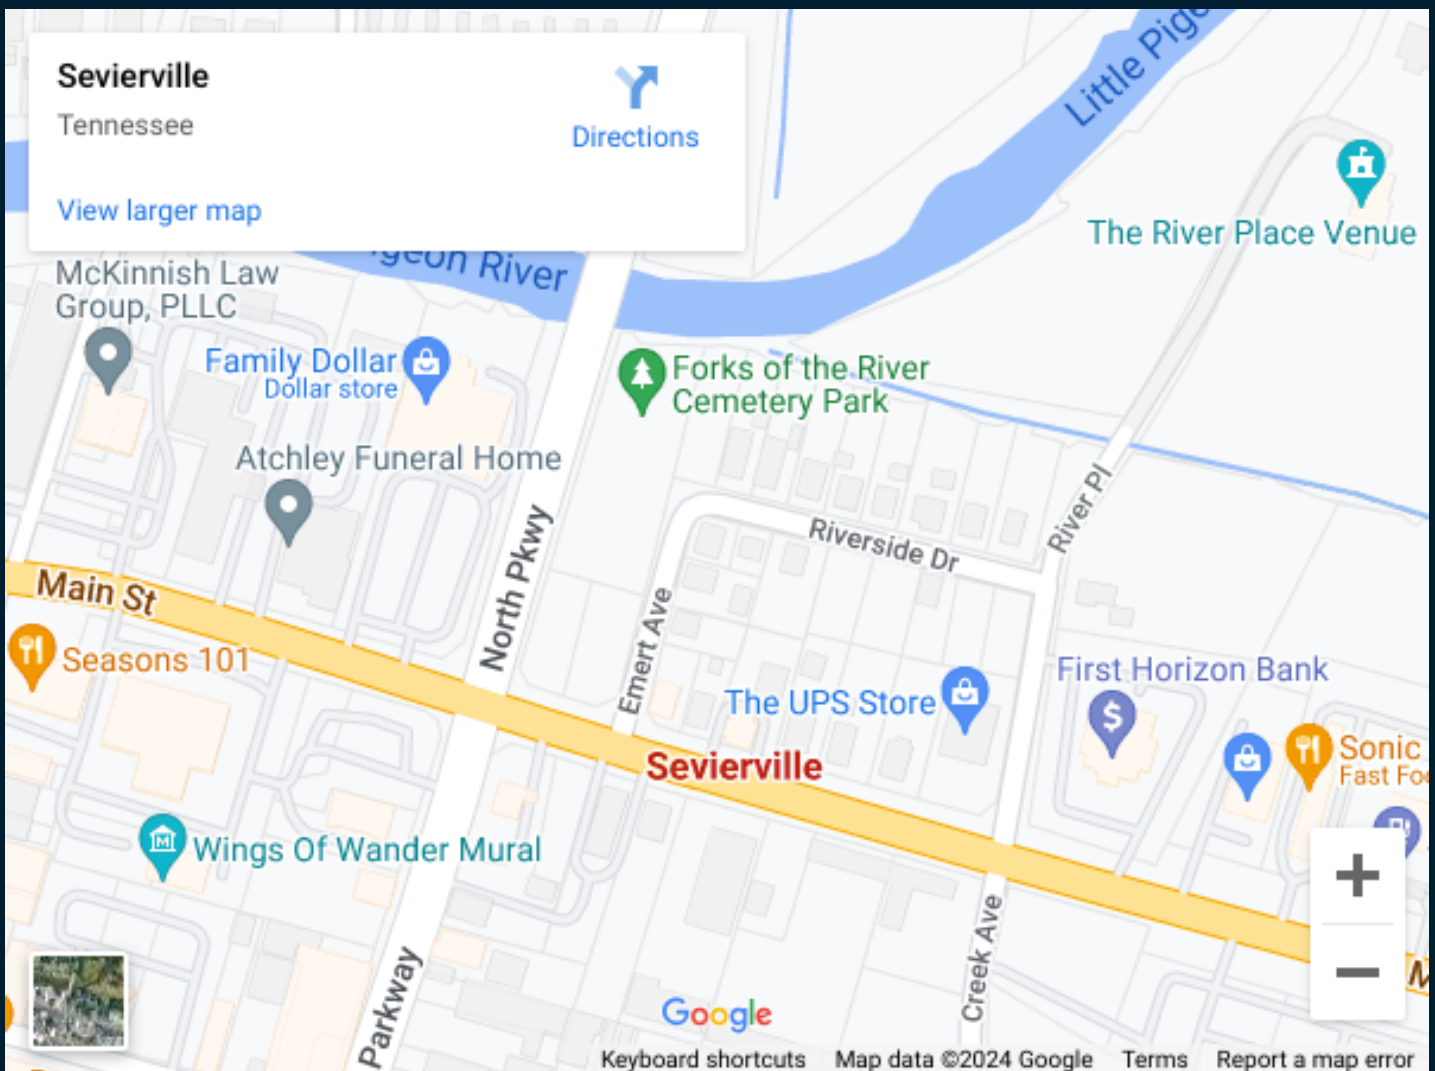 Sevierville
Tennessee
Directions
View larger map
Little Pige
geon River
The River Place Venue
McKinnish Law
Group, PLLC
Family Dollar
Dollar store
Forks of the River
Cemetery Park
Atchley Funeral Home
North Pkwy
Riverside Dr
River Pl
Main St
Emert Ave
Seasons 101
The UPS Store
First Horizon Bank
Sevierville
Sonic
Fast Foo
Wings Of Wander Mural
Parkway
Creek Ave
M
Google
Keyboard shortcuts
Map data ©2024 Google
Terms
Report a map error